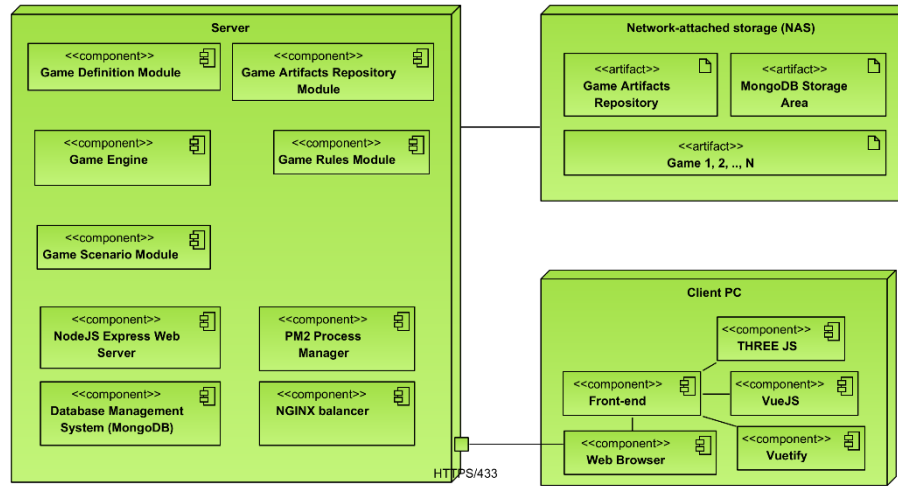 Server
<<component>>
Game Definition Module
<<component>>
Game Artifacts Repository
Module
<<component>>
Game Engine
<<component>>
Game Rules Module
<<component>>
Game Scenario Module
<<component>>
NodeJS Express Web
Server
<<component>>
PM2 Process
Manager
<<component>>
Database Management
System (MongoDB)
<<component>>
NGINX balancer
HTTPS/433
Network-attached storage (NAS)
<<artifact>>
Game Artifacts
Repository
<<artifact>>
MongoDB Storage
Area
<<artifact>>
Game 1, 2, .., N
Client PC
<<component>>
THREE JS
<<component>>
Front-end
<<component>>
VueJS
<<component>>
Web Browser
<<component>>
Vuetify